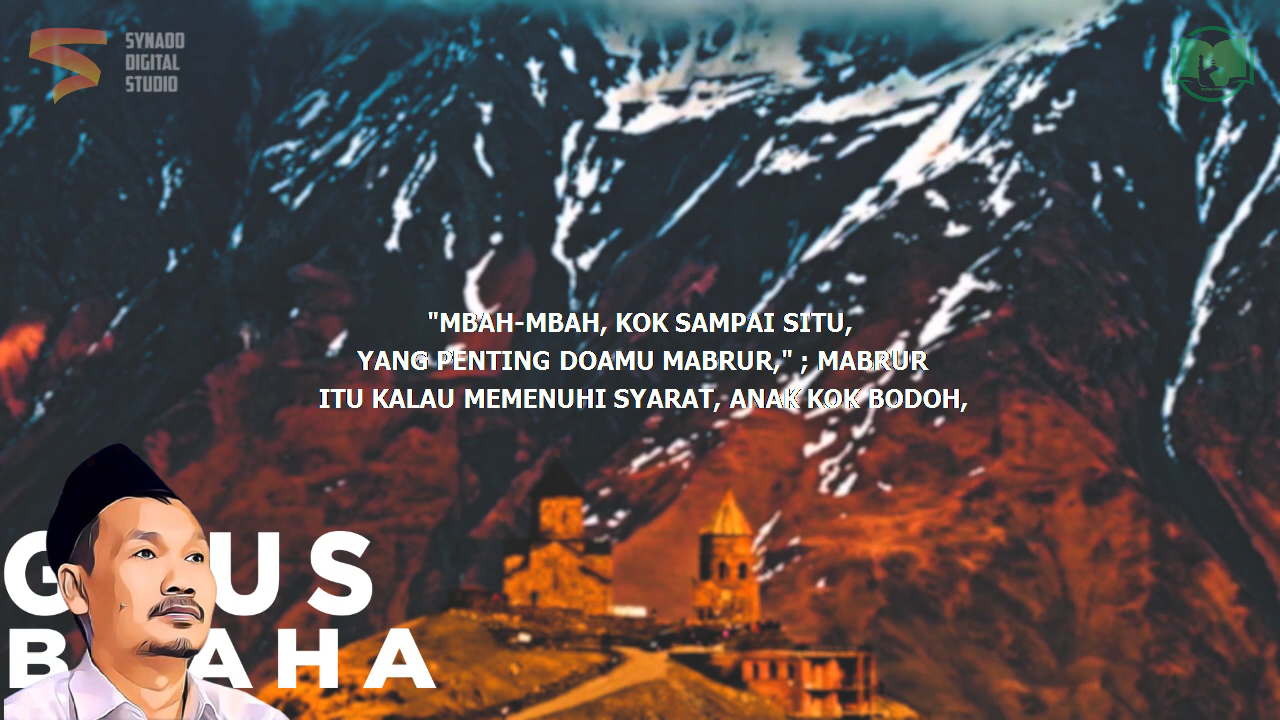 SYNADO
DIGITAL
STUDIO
"MBAH-MBAH, KOK SAMPAI SITU,
YANG PENTING DOAMU MABRUR," ; MABRUR
ITU KALAU MEMENUHI SYARAT, ANAK KOK BODOH,
GUS
BAHA